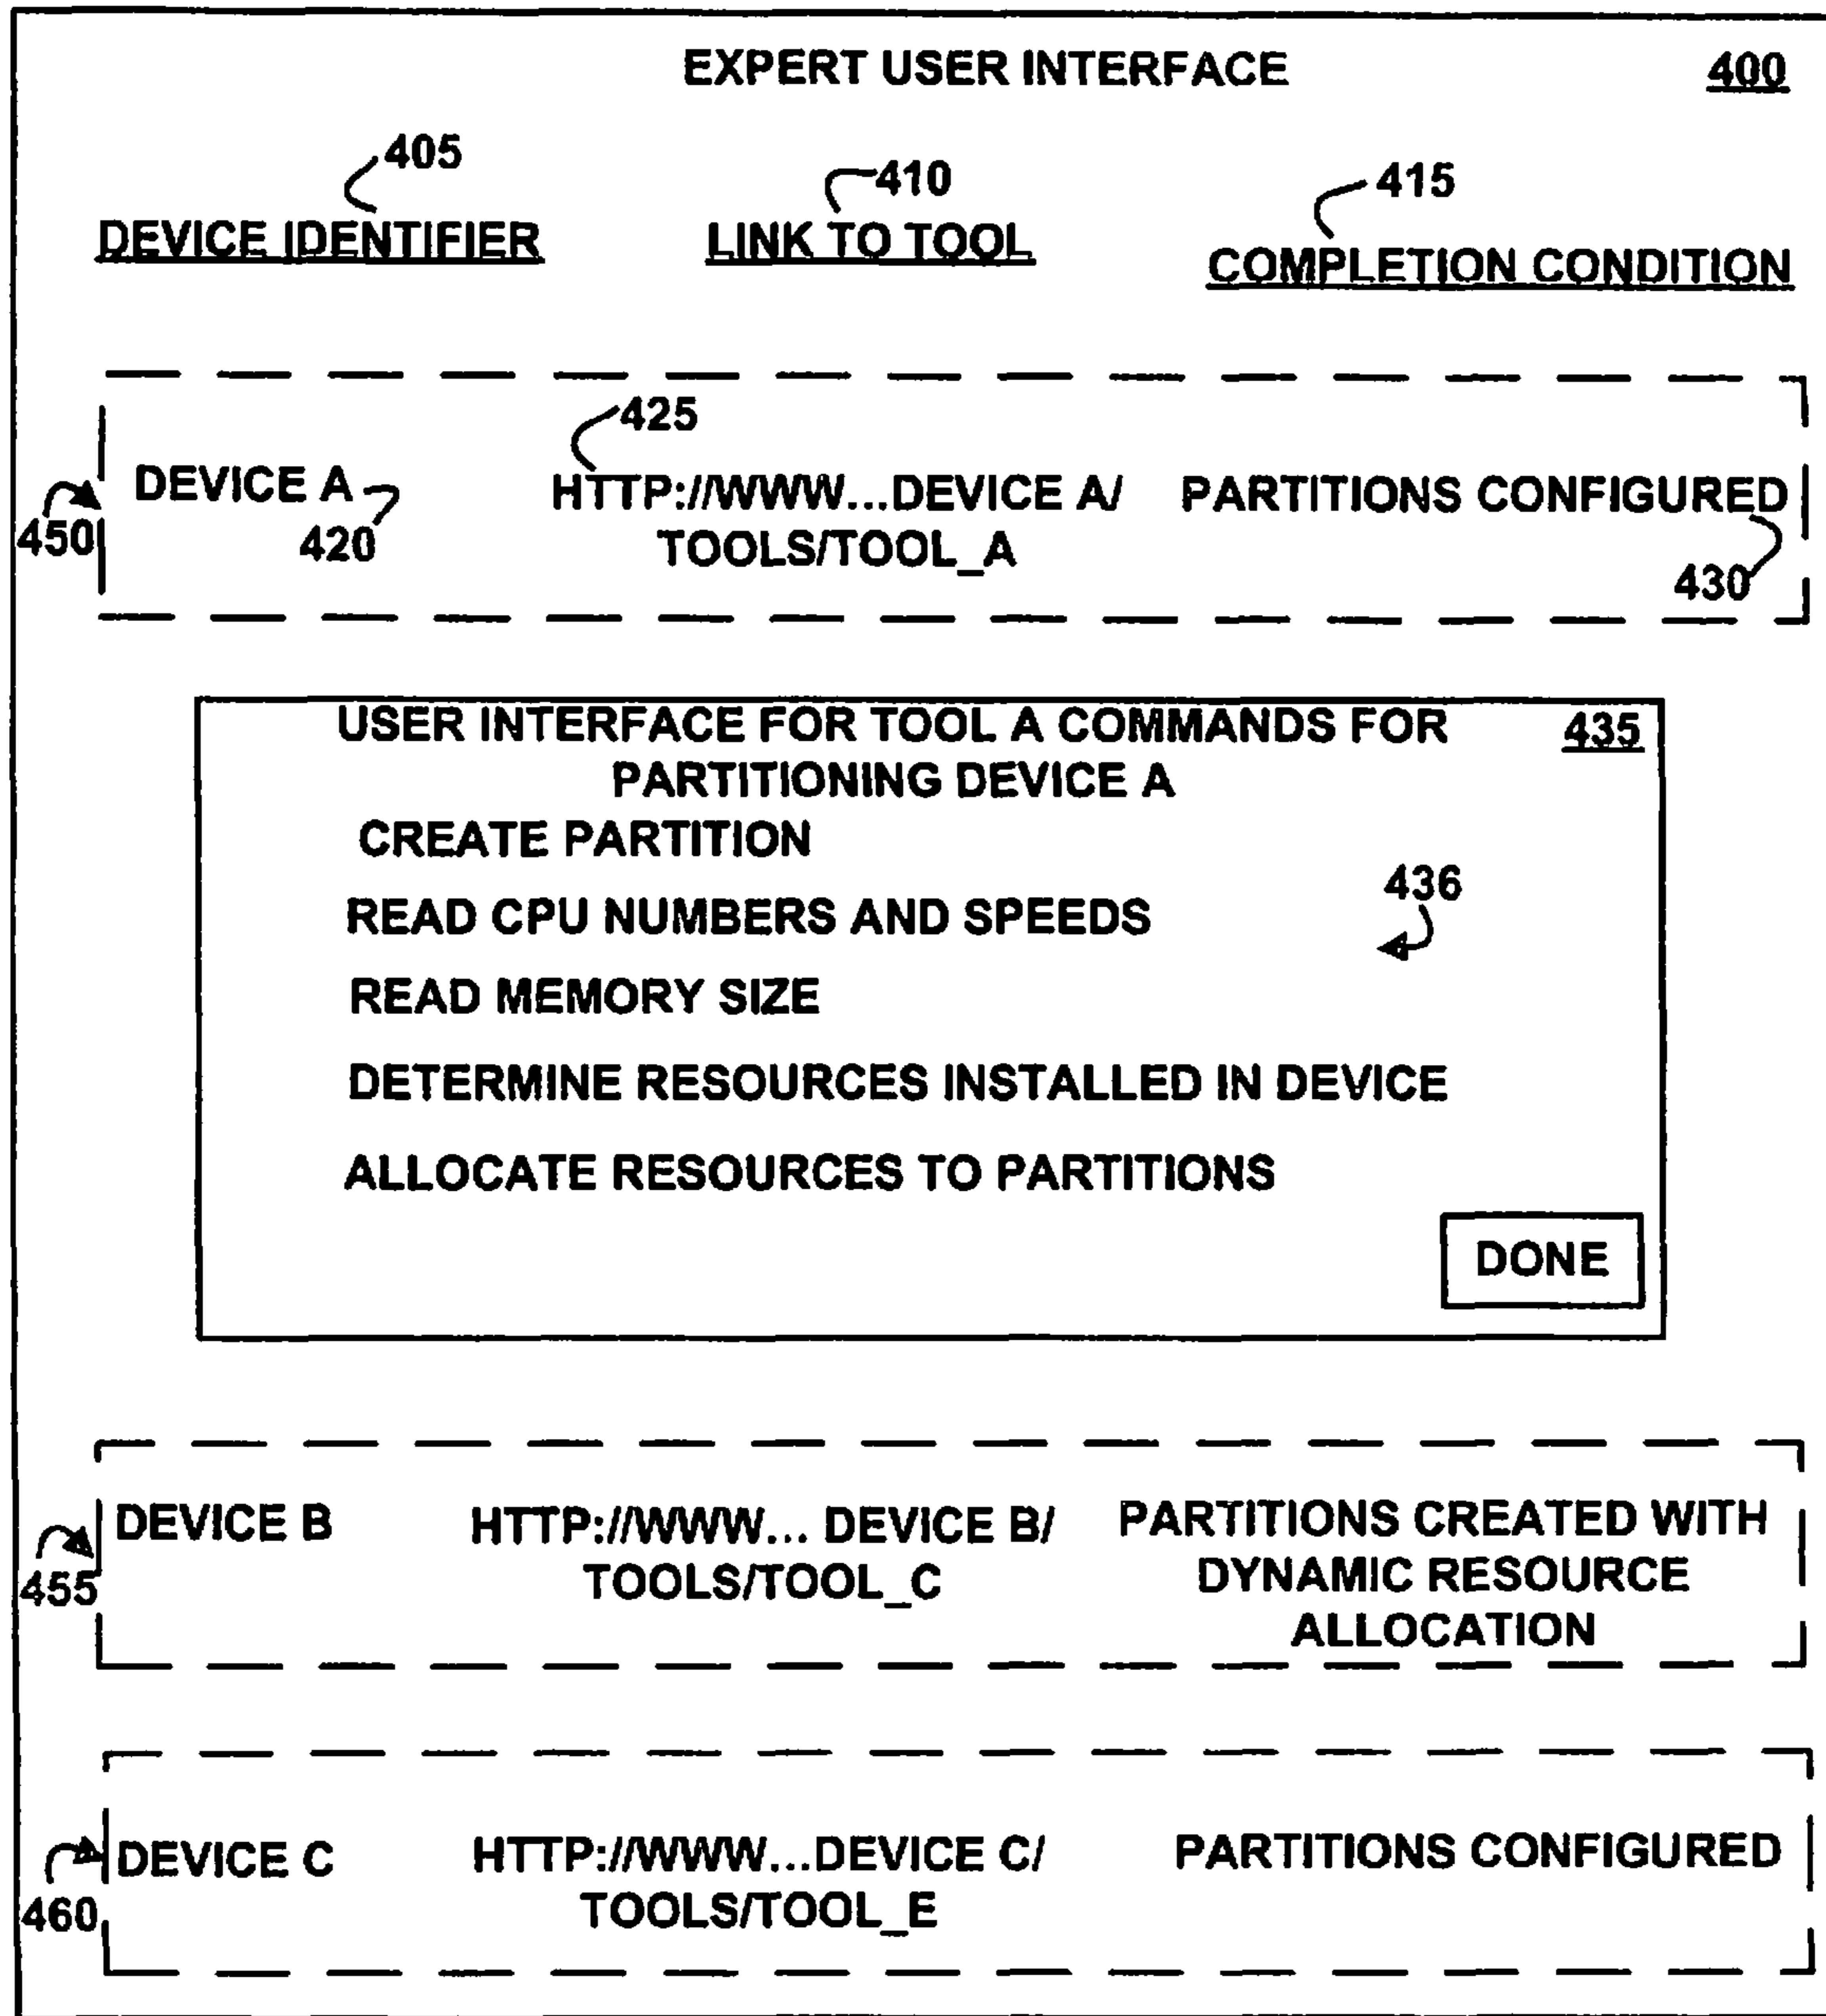 EXPERT USER INTERFACE 400
405
410
415
DEVICE IDENTIFIER LINK TO TOOL COMPLETION CONDITION
425
DEVICE A HTTP://WWW...DEVICE A/ PARTITIONS CONFIGURED
450 420 TOOLS/TOOL_A 430
USER INTERFACE FOR TOOL A COMMANDS FOR 435
PARTITIONING DEVICE A
CREATE PARTITION
436
READ CPU NUMBERS AND SPEEDS
READ MEMORY SIZE
DETERMINE RESOURCES INSTALLED IN DEVICE
ALLOCATE RESOURCES TO PARTITIONS
DONE
DEVICE B HTTP://WWW... DEVICE B/ PARTITIONS CREATED WITH
455 TOOLS/TOOL_C DYNAMIC RESOURCE
ALLOCATION
DEVICE C HTTP://WWW...DEVICE C/ PARTITIONS CONFIGURED
460 TOOLS/TOOL_E